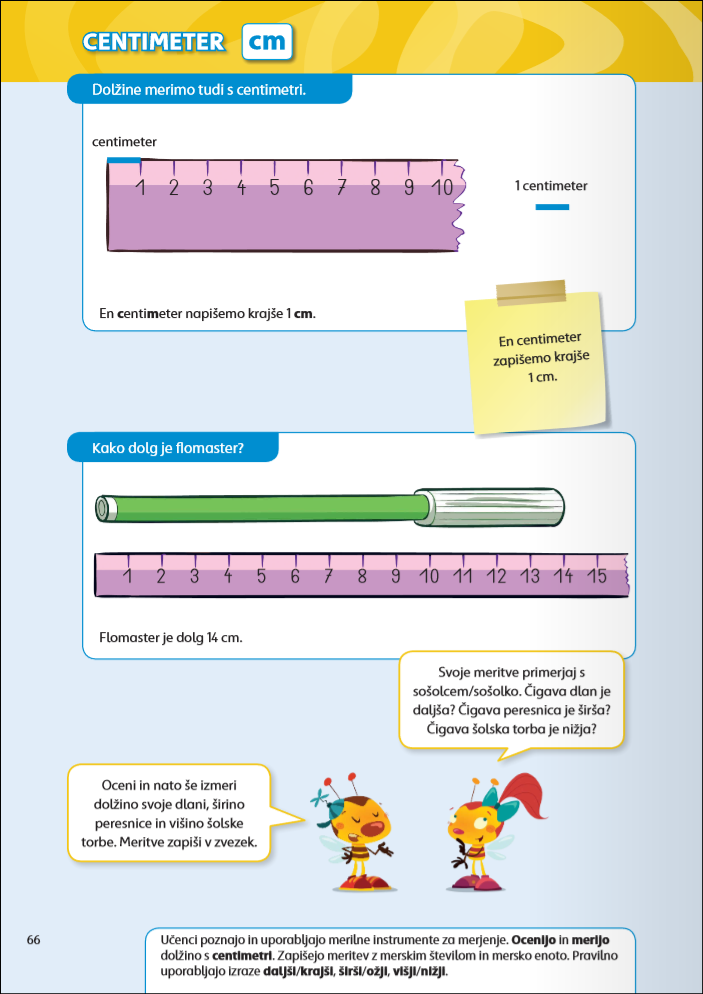 CENTIMETER cm
Dolžine merimo tudi s centimetri.
centimeter
1 2 3 4 5 6 7 8 9 10
1 centimeter
En centimeter napišemo krajše 1 cm.
En centimeter
zapišemo krajše
1 cm.
Kako dolg je flomaster?
1 2 3 4 5 6 7 8 9 10 11 12 13 14 15
Flomaster je dolg 14 cm.
Svoje meritve primerjaj s
sošolcem/sošolko. Čigava dlan je
daljša? Čigava peresnica je širša?
Čigava šolska torba je nižja?
Oceni in nato še izmeri
dolžino svoje dlani, širino
peresnice in višino šolske
torbe. Meritve zapiši v zvezek.
66
Učenci poznajo in uporabljajo merilne instrumente za merjenje. Ocenijo in merijo
dolžino s centimetri. Zapišejo meritev z merskim številom in mersko enoto. Pravilno
uporabljajo izraze daljši/krajši, širši/ožji, višji/nižji.